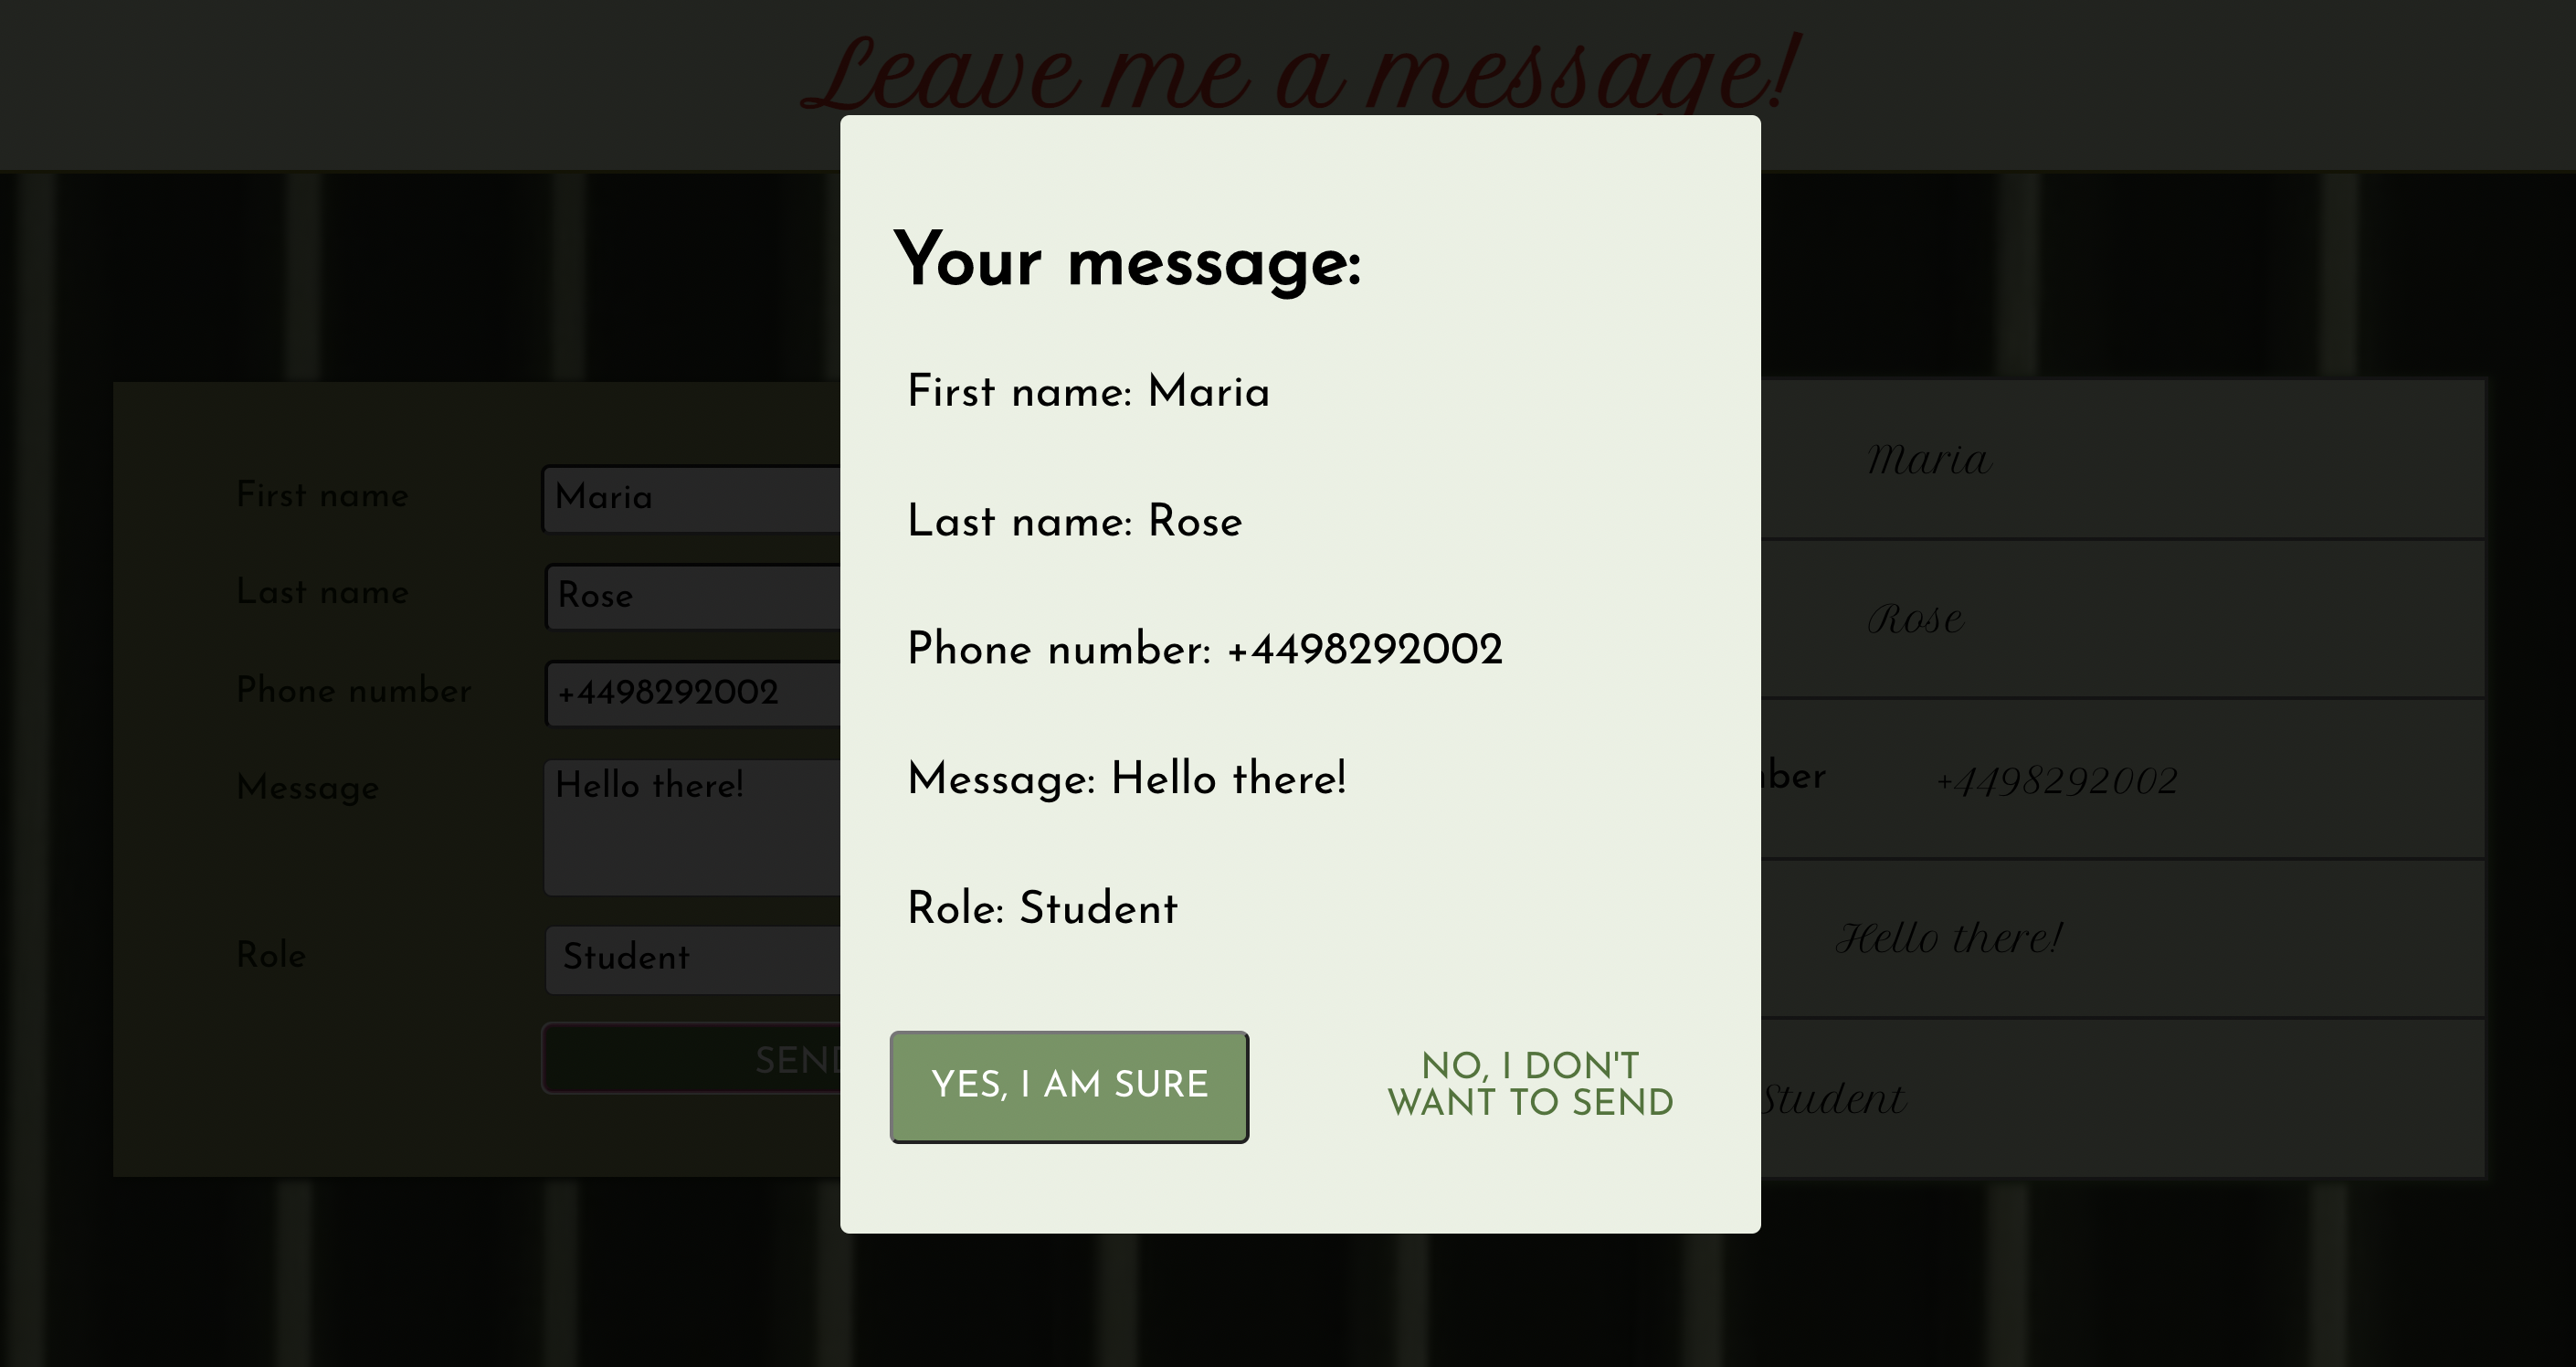 Leave me a message!
Your message:
First name: Maria
Last name: Rose
Phone number: +4498292002
Message: Hello there!
Role: Student
YES, I AM SURE
NO, I DON'T
WANT TO SEND
First name
Maria
Last name
Rose
Phone number
+4498292002
Message
Hello there!
Role
Student
Maria
Rose
+4498292002
Hello there!
Student